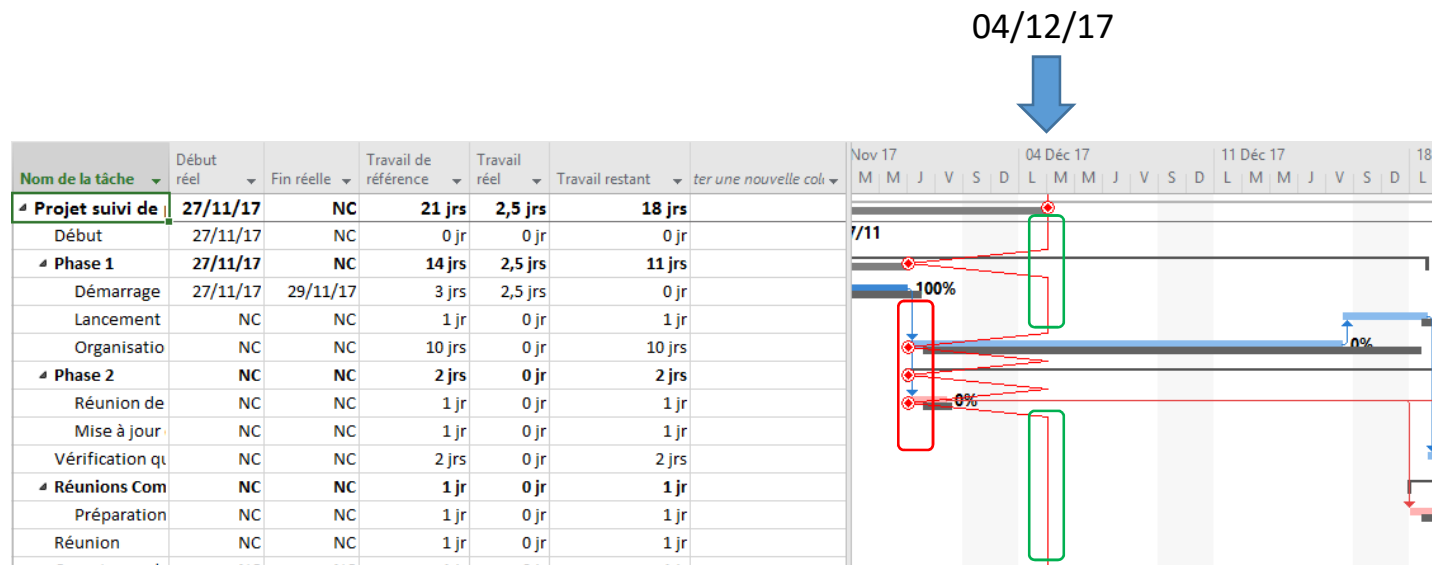 04/12/17
Nov 17 04 Déc 17 11 Déc 17 18
Nom de la tâche Début réel Fin réelle Travail de référence Travail réel Travail restant ter une nouvelle colo M M J V S D L M M J V S D L M M J V S D L
Projet suivi de 27/11/17 NC 21 jrs 2,5 jrs 18 jrs
Début 27/11/17 NC 0 jr 0 jr 0 jr 7/11
Phase 1 27/11/17 NC 14 jrs 2,5 jrs 11 jrs
Démarrage 27/11/17 29/11/17 3 jrs 2,5 jrs 0 jr 100%
Lancement NC NC 1 jr 0 jr 1 jr
Organisatio NC NC 10 jrs 0 jr 10 jrs 0%
Phase 2 NC NC 2 jrs 0 jr 2 jrs
Réunion de NC NC 1 jr 0 jr 1 jr 0%
Mise à jour NC NC 1 jr 0 jr 1 jr
Vérification qu NC NC 2 jrs 0 jr 2 jrs
Réunions Com NC NC 1 jr 0 jr 1 jr
Préparation NC NC 1 jr 0 jr 1 jr
Réunion NC NC 1 jr 0 jr 1 jr